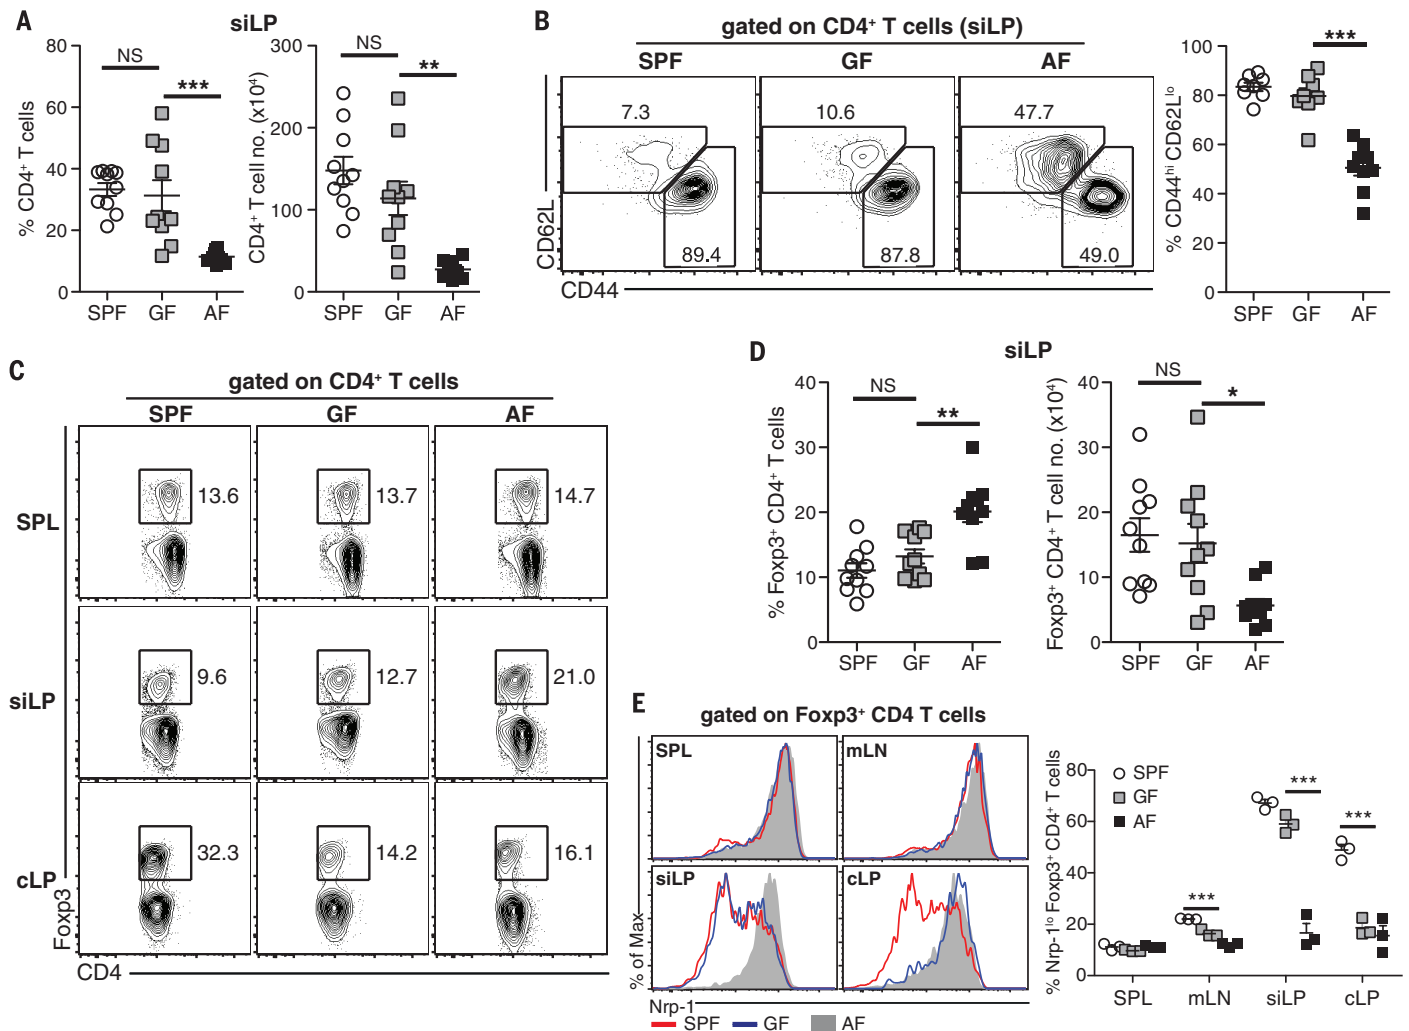 A
siLP
% CD4⁺ T cells
80
60
40
20
0
NS
***
SPF GF AF
CD4⁺ T cell no. (x10⁴)
300
200
100
0
NS
**
SPF GF AF
B
gated on CD4⁺ T cells (siLP)
SPF GF AF
7.3 10.6 47.7
89.4 87.8 49.0
CD62L
CD44
% CD44ʰⁱ CD62Lˡᵒ
100
80
60
40
20
0
***
SPF GF AF
C
gated on CD4⁺ T cells
SPF GF AF
SPL 13.6 13.7 14.7
siLP 9.6 12.7 21.0
cLP 32.3 14.2 16.1
Foxp3
CD4
D
siLP
% Foxp3⁺ CD4⁺ T cells
40
30
20
10
0
NS
**
SPF GF AF
Foxp3⁺ CD4⁺ T cell no. (x10⁴)
40
30
20
10
0
NS
*
SPF GF AF
E
gated on Foxp3⁺ CD4 T cells
SPL mLN
siLP cLP
% of Max
Nrp-1
SPF GF AF
% Nrp-1ˡᵒ Foxp3⁺ CD4⁺ T cells
80
60
40
20
0
SPF
GF
AF
***
***
***
SPL mLN siLP cLP